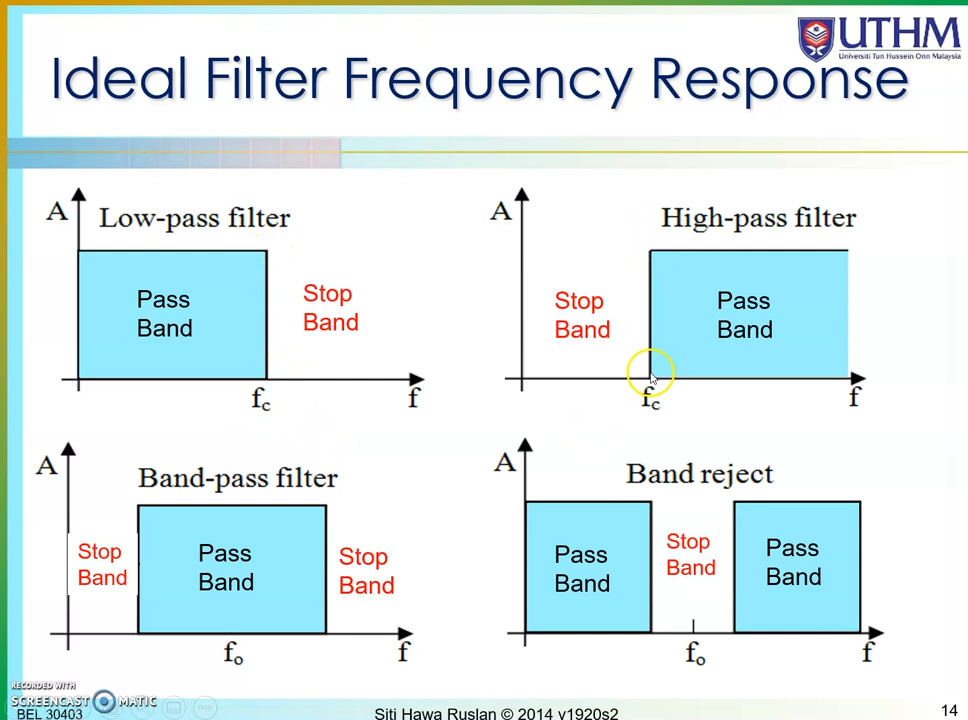 UTHM
Universiti Tun Hussein Onn Malaysia
Ideal Filter Frequency Response
A
Low-pass filter
Pass
Band
Stop
Band
fc
f
A
High-pass filter
Stop
Band
Pass
Band
fc
f
A
Band-pass filter
Stop
Band
Pass
Band
Stop
Band
fo
f
A
Band reject
Pass
Band
Stop
Band
Pass
Band
fo
f
RECORDED WITH
SCREENCAST MATIC
BEL 30403
Siti Hawa Ruslan © 2014 v1920s2
14